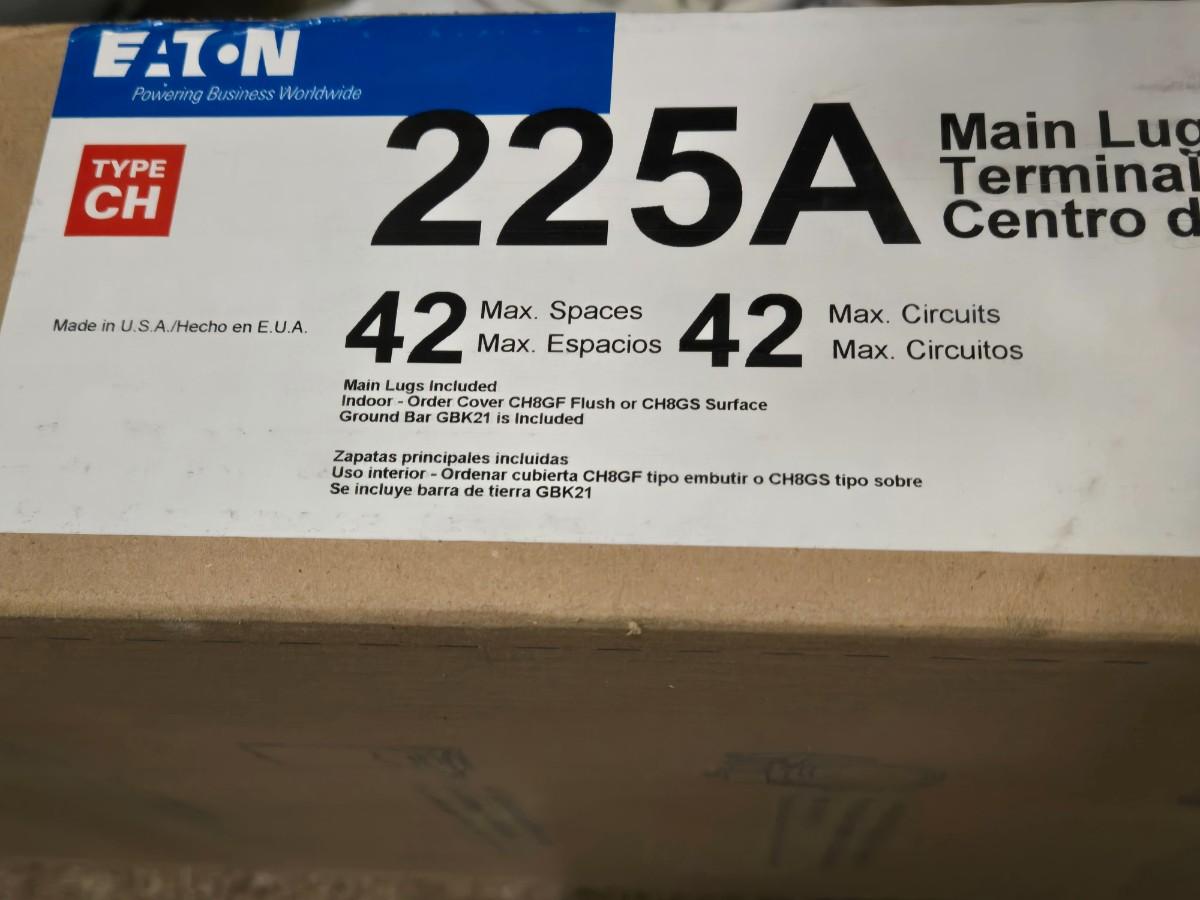 EATON
Powering Business Worldwide
TYPE
CH
225A
Main Lug
Terminal
Centro d
Made in U.S.A./Hecho en E.U.A.
42 Max. Spaces
Max. Espacios
42 Max. Circuits
Max. Circuitos
Main Lugs Included
Indoor - Order Cover CH8GF Flush or CH8GS Surface
Ground Bar GBK21 is Included
Zapatas principales incluidas
Uso interior - Ordenar cubierta CH8GF tipo embutir o CH8GS tipo sobre
Se incluye barra de tierra GBK21